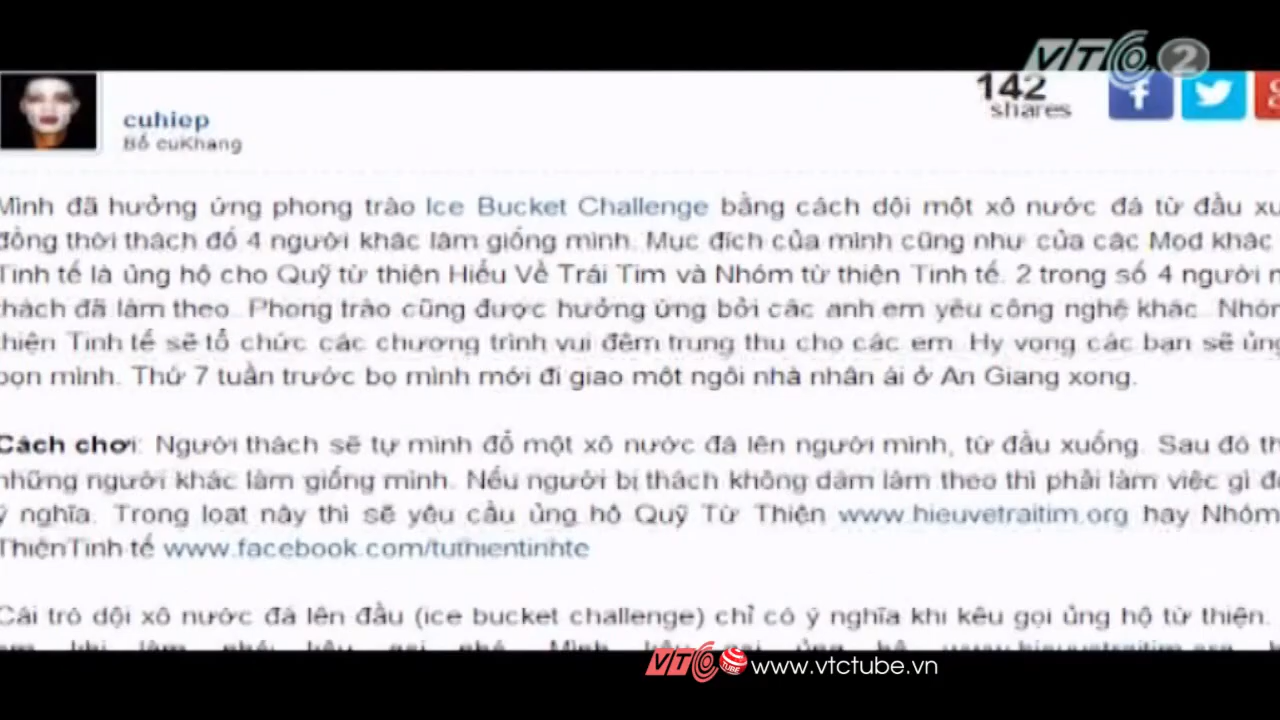 VTC 2
142
shares
cuhiep
Bố cuKhang
Mình đã hưởng ứng phong trào Ice Bucket Challenge bằng cách dội một xô nước đá từ đầu
đồng thời thách đố 4 người khác làm giống mình. Mục đích của mình cũng như của các Mod khác
Tinh tế là ủng hộ cho Quỹ từ thiện Hiểu Về Trái Tim và Nhóm từ thiện Tinh tế. 2 trong số 4 người
thách đã làm theo. Phong trào cũng được hưởng ứng bởi các anh em yêu công nghệ khác.
thiện Tinh tế sẽ tổ chức các chương trình vui đêm trung thu cho các em. Hy vọng các bạn sẽ
bọn mình. Thứ 7 tuần trước bọ mình mới đi giao một ngôi nhà nhân ái ở An Giang xong.
Cách chơi: Người thách sẽ tự mình đổ một xô nước đá lên người mình, từ đầu xuống. Sau đó
những người khác làm giống mình. Nếu người bị thách không dám làm theo thì phải làm việc gì
ý nghĩa. Trong loạt này thì sẽ yêu cầu ủng hộ Quỹ Từ Thiện www.hieuvetraitim.org hay Nhóm
ThiệnTinh tế www.facebook.com/tuthientinhte
Cái trò dội xô nước đá lên đầu (ice bucket challenge) chỉ có ý nghĩa khi kêu gọi ủng hộ từ thiện.
VTC TUBE www.vtctube.vn